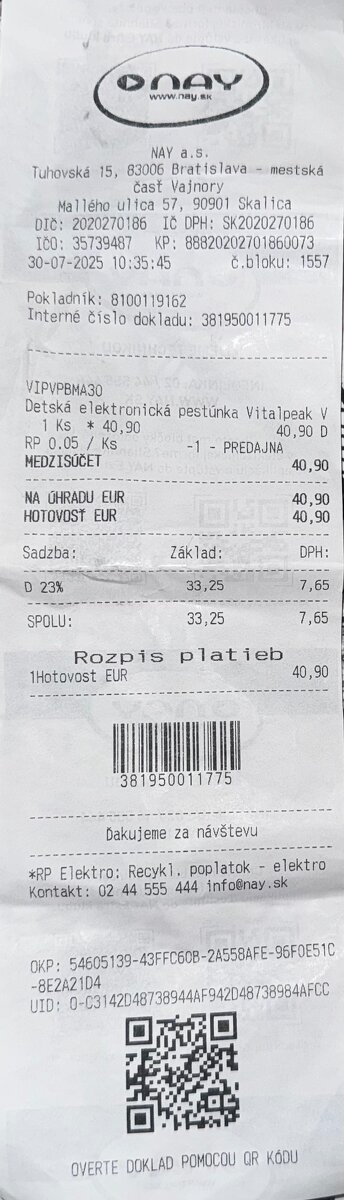 NAY
www.nay.sk
NAY a.s.
Tuhovská 15, 83006 Bratislava - mestská
časť Vajnory
Mallého ulica 57, 90901 Skalica
DIČ: 2020270186 IČ DPH: SK2020270186
IČO: 35739487 KP: 88820202701860073
30-07-2025 10:35:45 č.bloku: 1557
Pokladník: 8100119162
Interné číslo dokladu: 381950011775
VIPVPBMA30
Detská elektronická pestúnka Vitalpeak V
1 Ks * 40,90 40,90 D
RP 0.05 / Ks -1 - PREDAJNA
MEDZISÚČET 40,90
NA ÚHRADU EUR 40,90
HOTOVOSŤ EUR 40,90
Sadzba: Základ: DPH:
D 23% 33,25 7,65
SPOLU: 33,25 7,65
Rozpis platieb
1Hotovost EUR 40,90
381950011775
Ďakujeme za návštevu
*RP Elektro: Recykl. poplatok - elektro
Kontakt: 02 44 555 444 info@nay.sk
OKP: 54605139-43FFC60B-2A558AFE-96F0E51C
-8E2A21D4
UID: O-C3142D48738944AF942D48738984AFCC
OVERTE DOKLAD POMOCOU QR KÓDU